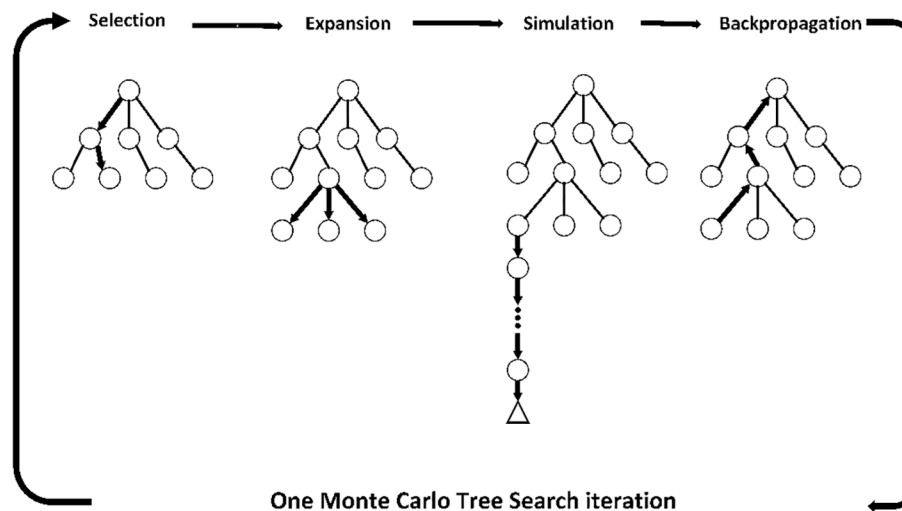 Selection
Expansion
Simulation
Backpropagation
One Monte Carlo Tree Search iteration